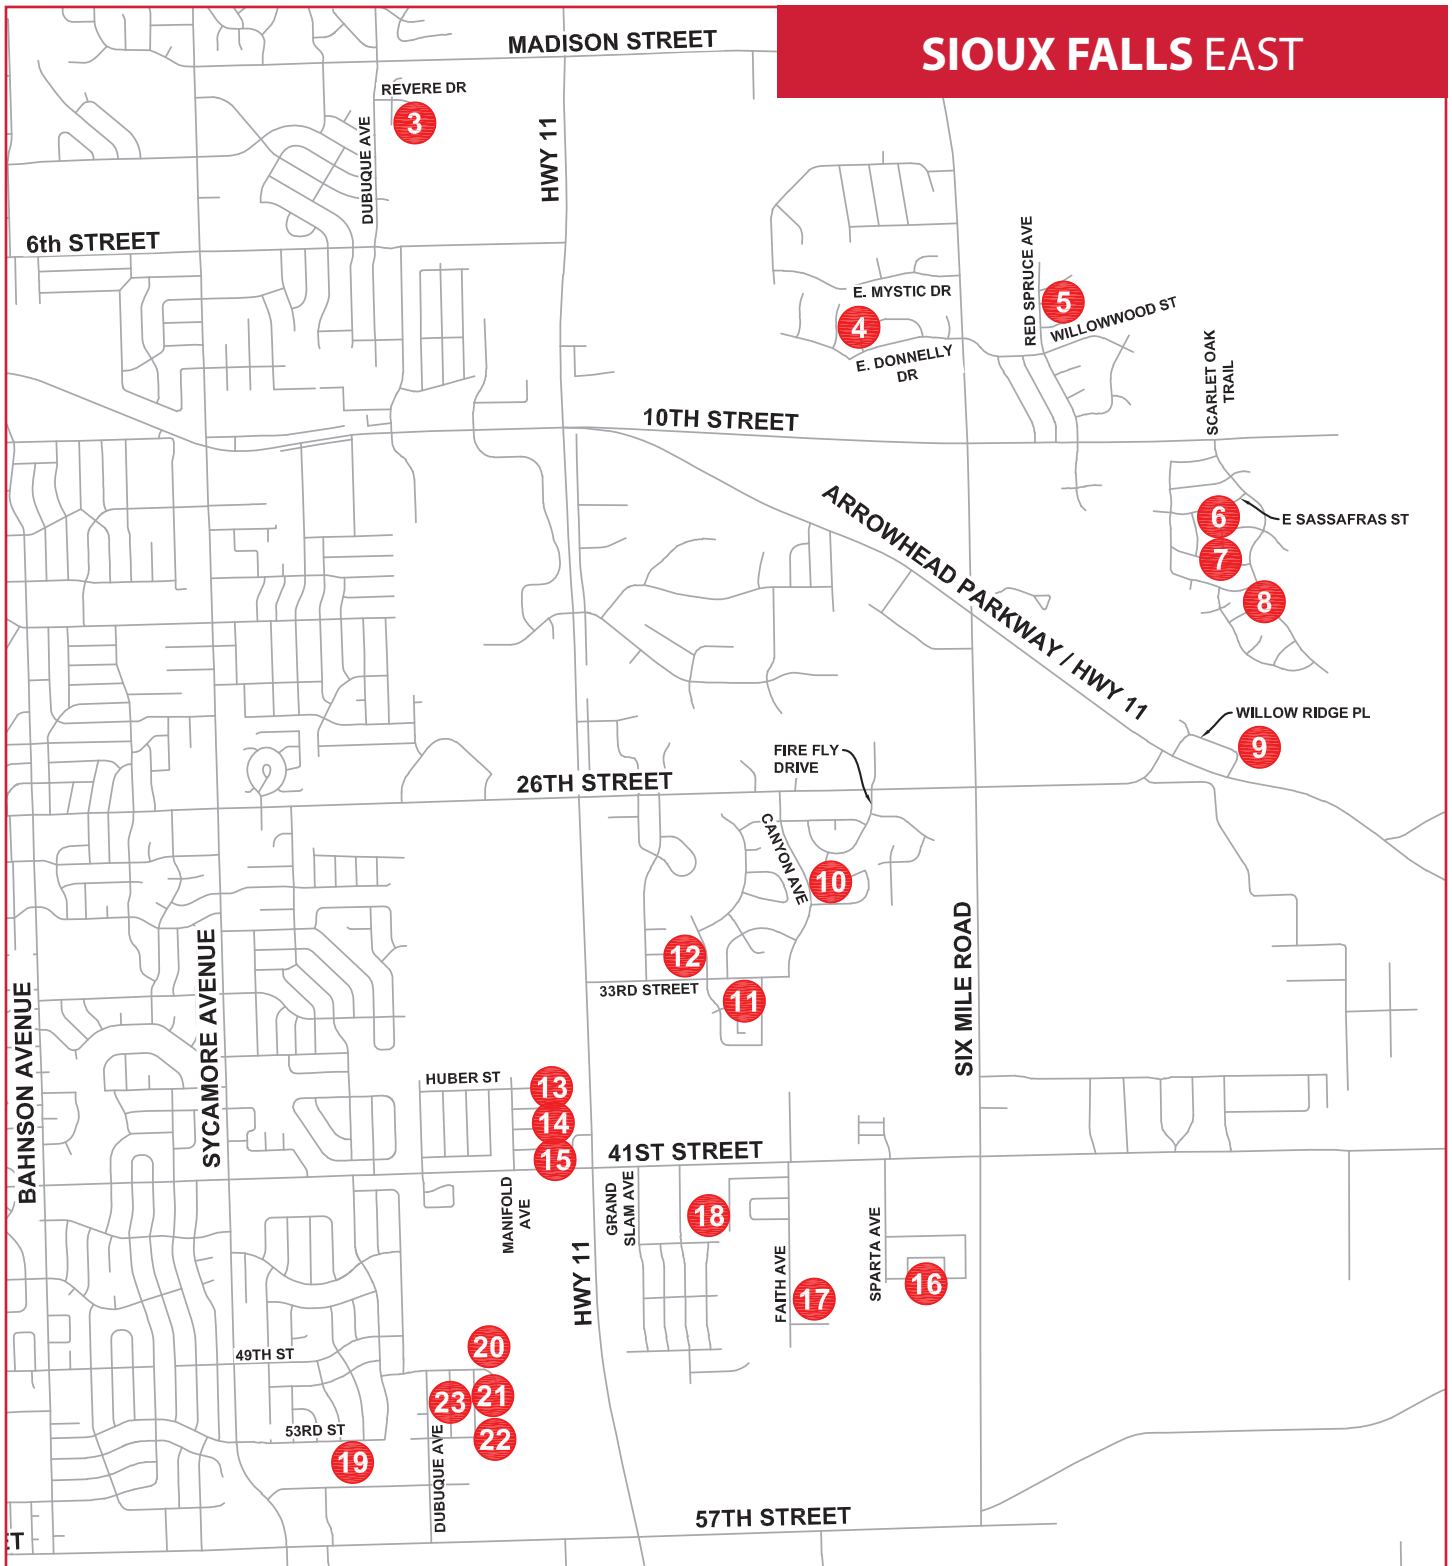 MADISON STREET
SIOUX FALLS EAST
REVERE DR
3
DUBUQUE AVE
HWY 11
6th STREET
E. MYSTIC DR
4
E. DONNELLY
DR
RED SPRUCE AVE
5
WILLOWWOOD ST
SCARLET OAK
TRAIL
10TH STREET
ARROWHEAD PARKWAY / HWY 11
6
E SASSAFRAS ST
7
8
WILLOW RIDGE PL
9
FIRE FLY
DRIVE
26TH STREET
CANYON AVE
10
12
33RD STREET
11
SIX MILE ROAD
SYCAMORE AVENUE
BAHNSON AVENUE
HUBER ST
13
14
15
41ST STREET
MANIFOLD
AVE
GRAND
SLAM AVE
18
HWY 11
FAITH AVE
17
SPARTA AVE
16
49TH ST
20
23
21
22
53RD ST
19
DUBUQUE AVE
57TH STREET
ET